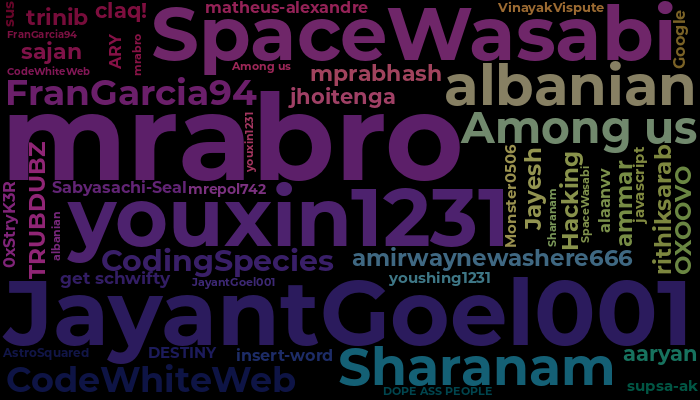 sus
trinib
claq!
SpaceWasabi
matheus-alexandre
VinayakVispute
Google
FranGarcia94
sajan
ARY
mrabro
CodeWhiteWeb
Among us
mprabhash
albanian
FranGarcia94
jhoitenga
mrabro
youxin1231
Among us
0xStryK3R
TRUBDUBZ
Sabyasachi-Seal
mrepol742
albanian
youxin1231
Monster0506
Jayesh
Sharanam
Hacking
SpaceWasabi
alaanvv
ammar
javascript
rithiksarab
OXOOVO
CodingSpecies
amirwaynewashere666
get schwifty
JayantGoel001
youshing1231
JayantGoel001
AstroSquared
DESTINY
insert-word
Sharanam
aaryan
CodeWhiteWeb
DOPE ASS PEOPLE
supsa-ak